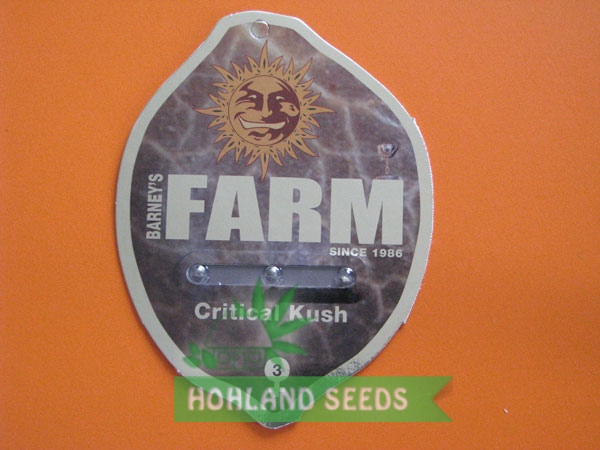 BARNEY'S
FARM
SINCE 1986
Critical Kush
3
HOHLAND SEEDS